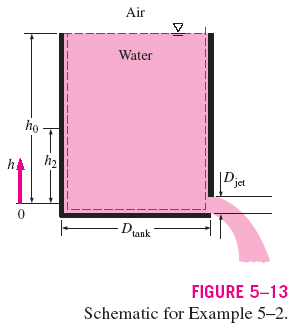 Air
Water
h0
h2
h
0
Djet
Dtank
FIGURE 5–13
Schematic for Example 5–2.